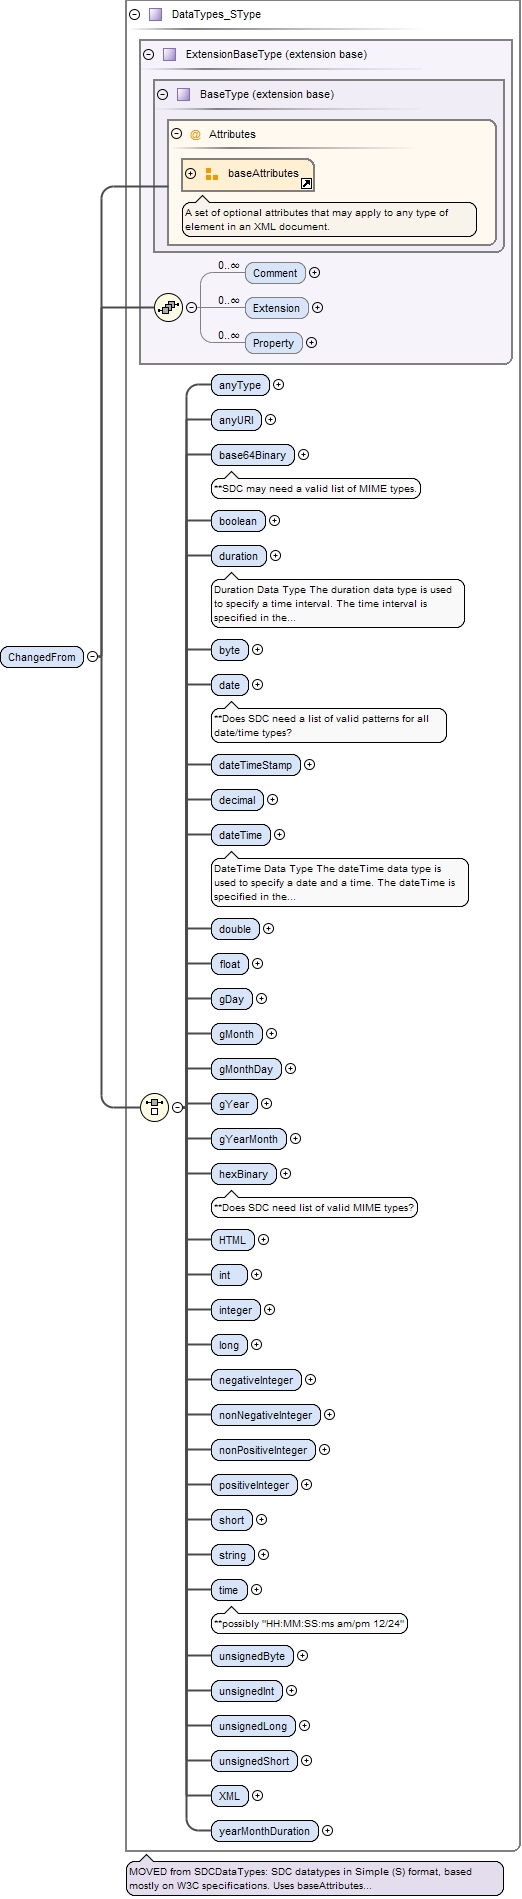 DataTypes_SType
ExtensionBaseType (extension base)
BaseType (extension base)
@ Attributes
baseAttributes
A set of optional attributes that may apply to any type of
element in an XML document.
0..∞
Comment
0..∞
Extension
0..∞
Property
anyType
anyURI
base64Binary
**SDC may need a valid list of MIME types.
boolean
duration
Duration Data Type The duration data type is used
to specify a time interval. The time interval is
specified in the...
ChangedFrom
byte
date
**Does SDC need a list of valid patterns for all
date/time types?
dateTimeStamp
decimal
dateTime
DateTime Data Type The dateTime data type is
used to specify a date and a time. The dateTime is
specified in the...
double
float
gDay
gMonth
gMonthDay
gYear
gYearMonth
hexBinary
**Does SDC need list of valid MIME types?
HTML
int
integer
long
negativeInteger
nonNegativeInteger
nonPositiveInteger
positiveInteger
short
string
time
**possibly "HH:MM:SS:ms am/pm 12/24"
unsignedByte
unsignedInt
unsignedLong
unsignedShort
XML
yearMonthDuration
MOVED from SDCDataTypes: SDC datatypes in Simple (S) format, based
mostly on W3C specifications. Uses baseAttributes...